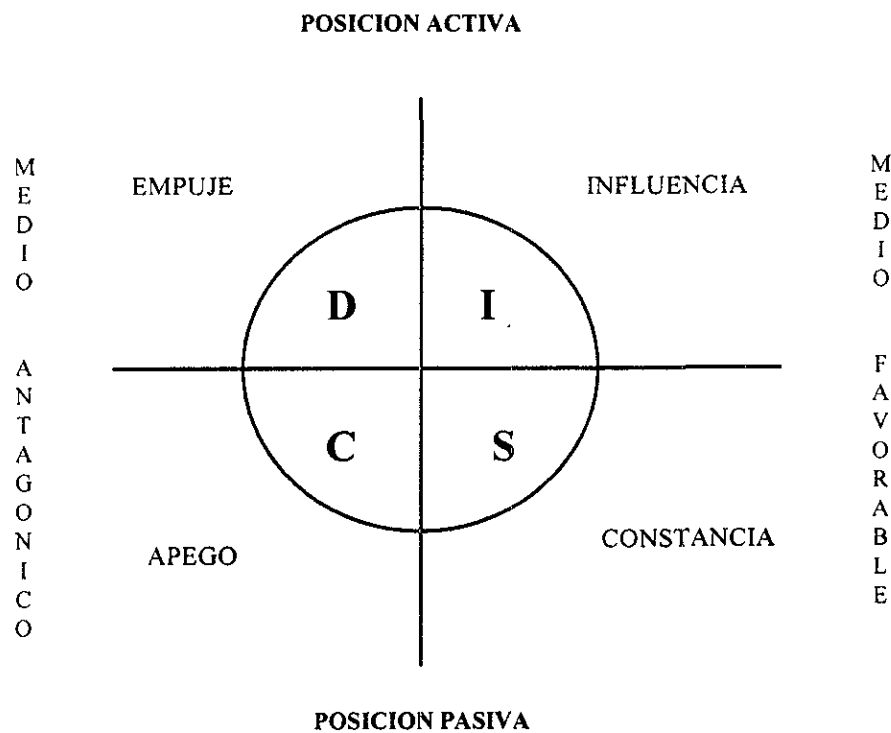 POSICION ACTIVA
MEDIO ANTAGONICO
EMPUJE
INFLUENCIA
D
I
C
S
APEGO
CONSTANCIA
MEDIO FAVORABLE
POSICION PASIVA